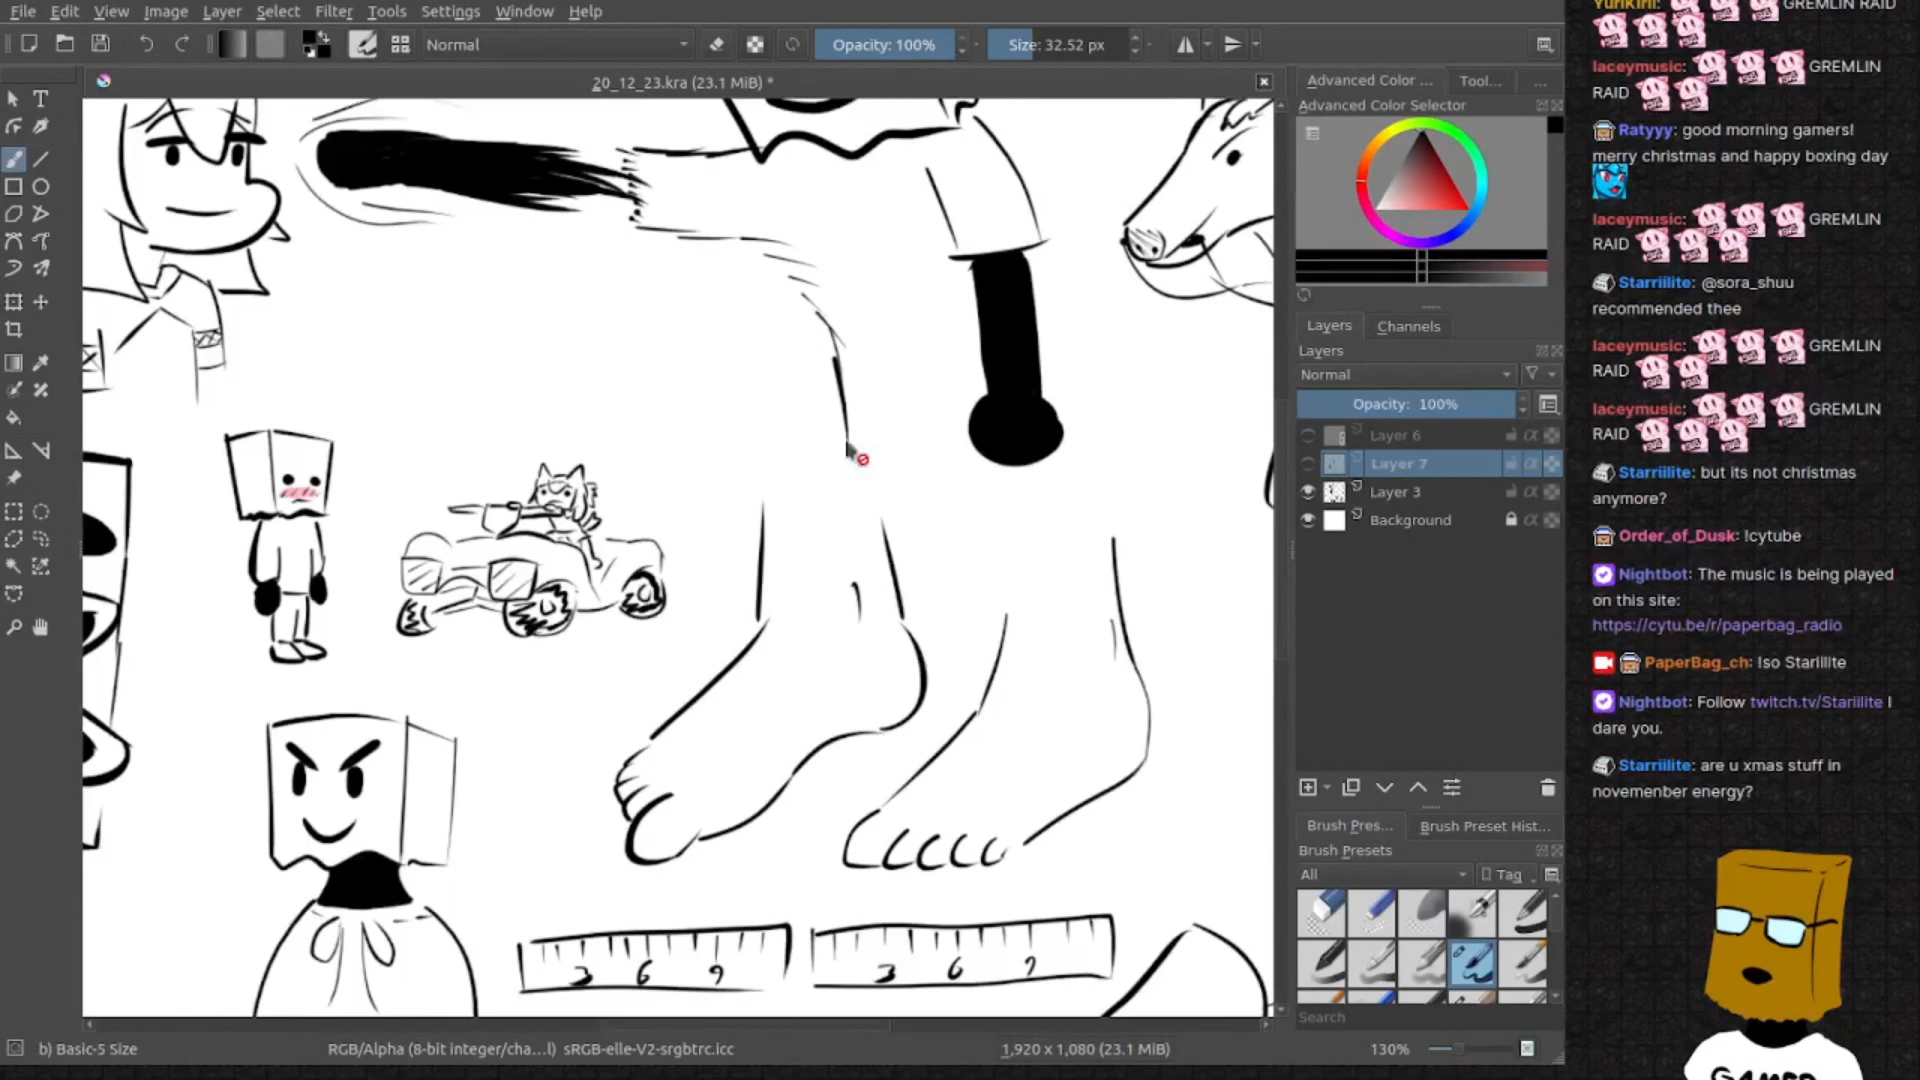 File Edit View Image Layer Select Filter Tools Settings Window Help
Normal
Opacity: 100%
Size: 32.52 px
20_12_23.kra (23.1 MiB) *
Advanced Color ...
Tool...
...
Advanced Color Selector
Layers
Channels
Layers
Normal
Opacity: 100%
Layer 6
Layer 7
Layer 3
Background
Brush Pres...
Brush Preset Hist...
Brush Presets
All
Tag
Search
3 6 9
3 6 9
b) Basic-5 Size
RGB/Alpha (8-bit integer/cha...l) sRGB-elle-V2-srgbtrc.icc
1,920 x 1,080 (23.1 MiB)
130%
GREMLIN RAID
laceymusic: GREMLIN
RAID
Ratyyy: good morning gamers!
merry christmas and happy boxing day
laceymusic: GREMLIN
RAID
Starriilite: @sora_shuu
recommended thee
laceymusic: GREMLIN
RAID
laceymusic: GREMLIN
RAID
Starriilite: but its not christmas
anymore?
Order_of_Dusk: !cytube
Nightbot: The music is being played
on this site:
https://cytu.be/r/paperbag_radio
PaperBag_ch: !so Starillite
Nightbot: Follow twitch.tv/Stariilite I
dare you.
Starriilite: are u xmas stuff in
novemenber energy?
GAMER